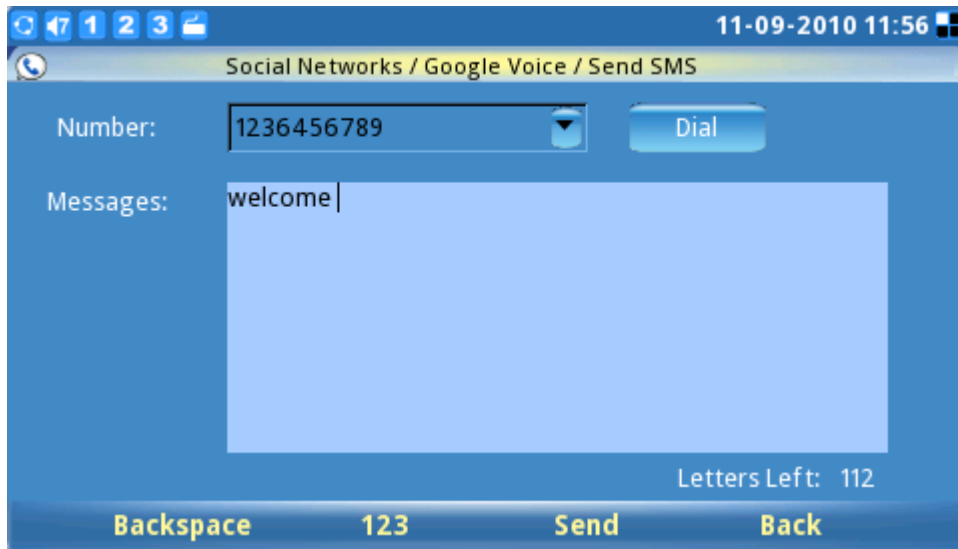 7 1 2 3 11-09-2010 11:56
Social Networks / Google Voice / Send SMS
Number: 1236456789 Dial
Messages: welcome
Letters Left: 112
Backspace 123 Send Back